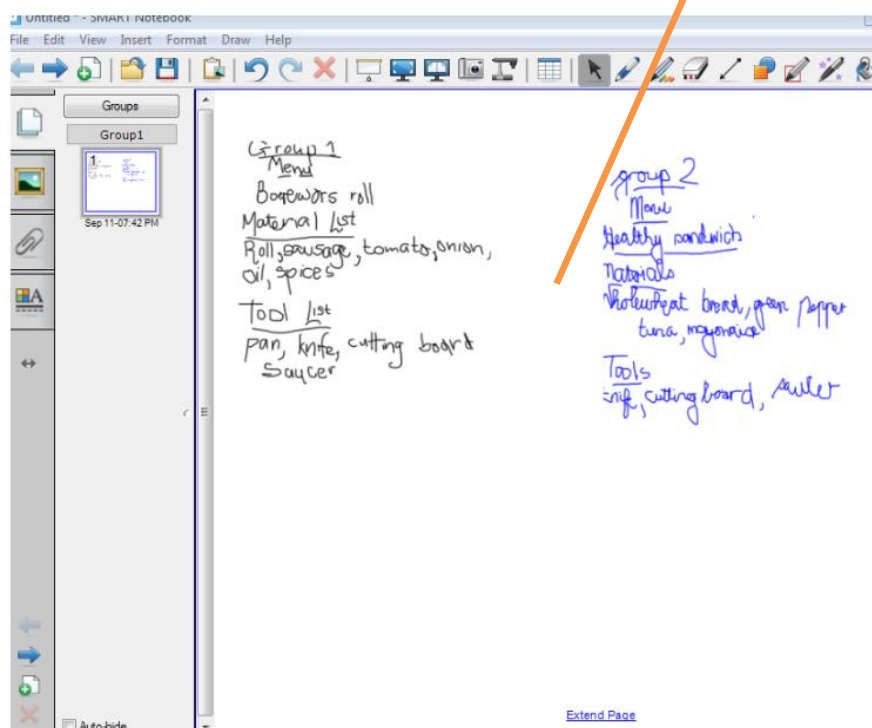 Untitled * - SMART Notebook
File Edit View Insert Format Draw Help
Groups
Group1
1
Sep 11-07:42 PM
Group 1
Menu
Boerewors roll
Material List
Roll, sausage, tomato, onion,
oil, spices
Tool List
pan, knife, cutting board
saucer
group 2
Menu
Healthy sandwich
Materials
Wholewheat bread, green pepper
tuna, mayonaise
Tools
knife, cutting board, saucer
Extend Page
Auto-hide